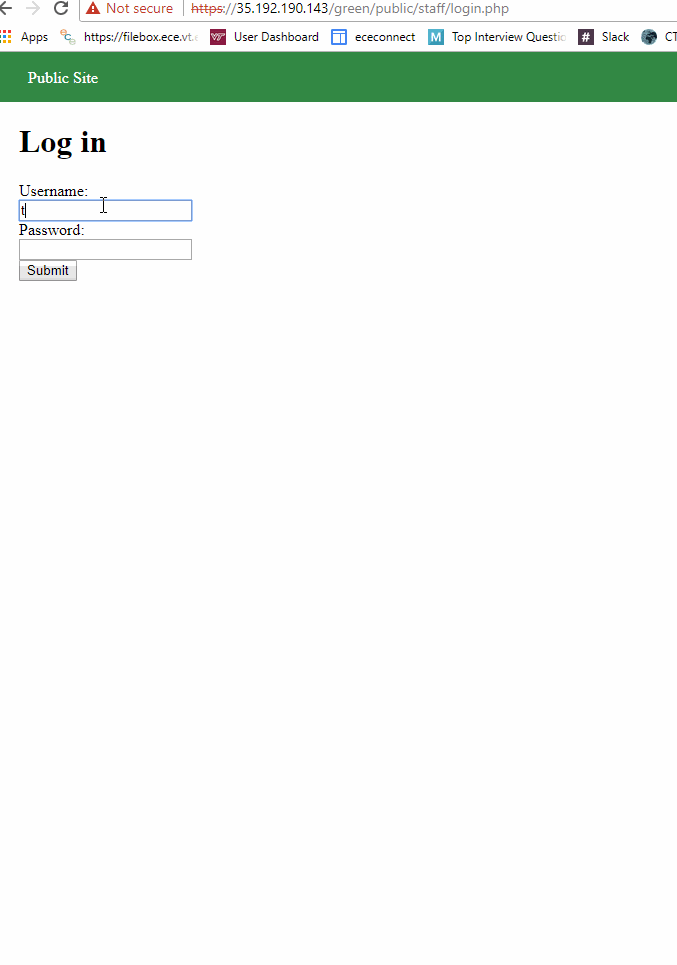 Not secure https://35.192.190.143/green/public/staff/login.php
Apps https://filebox.ece.vt.e User Dashboard ececonnect M Top Interview Questio # Slack CT
Public Site
Log in
Username:
t
Password:
Submit